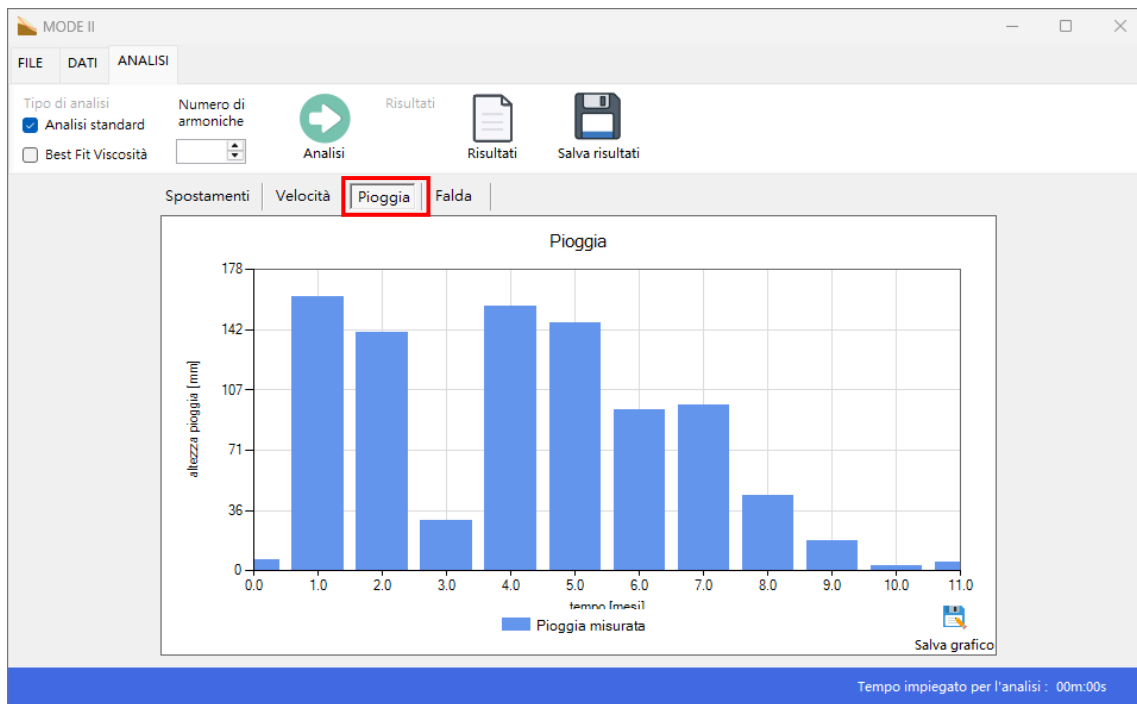 MODE II
FILE DATI ANALISI
Tipo di analisi
Analisi standard
Best Fit Viscosità
Numero di
armoniche
Analisi
Risultati
Risultati
Salva risultati
Spostamenti Velocità Pioggia Falda
Pioggia
altezza pioggia [mm]
178
142
107
71
36
0
0.0 1.0 2.0 3.0 4.0 5.0 6.0 7.0 8.0 9.0 10.0 11.0
tempo [mesi]
Pioggia misurata
Salva grafico
Tempo impiegato per l'analisi : 00m:00s